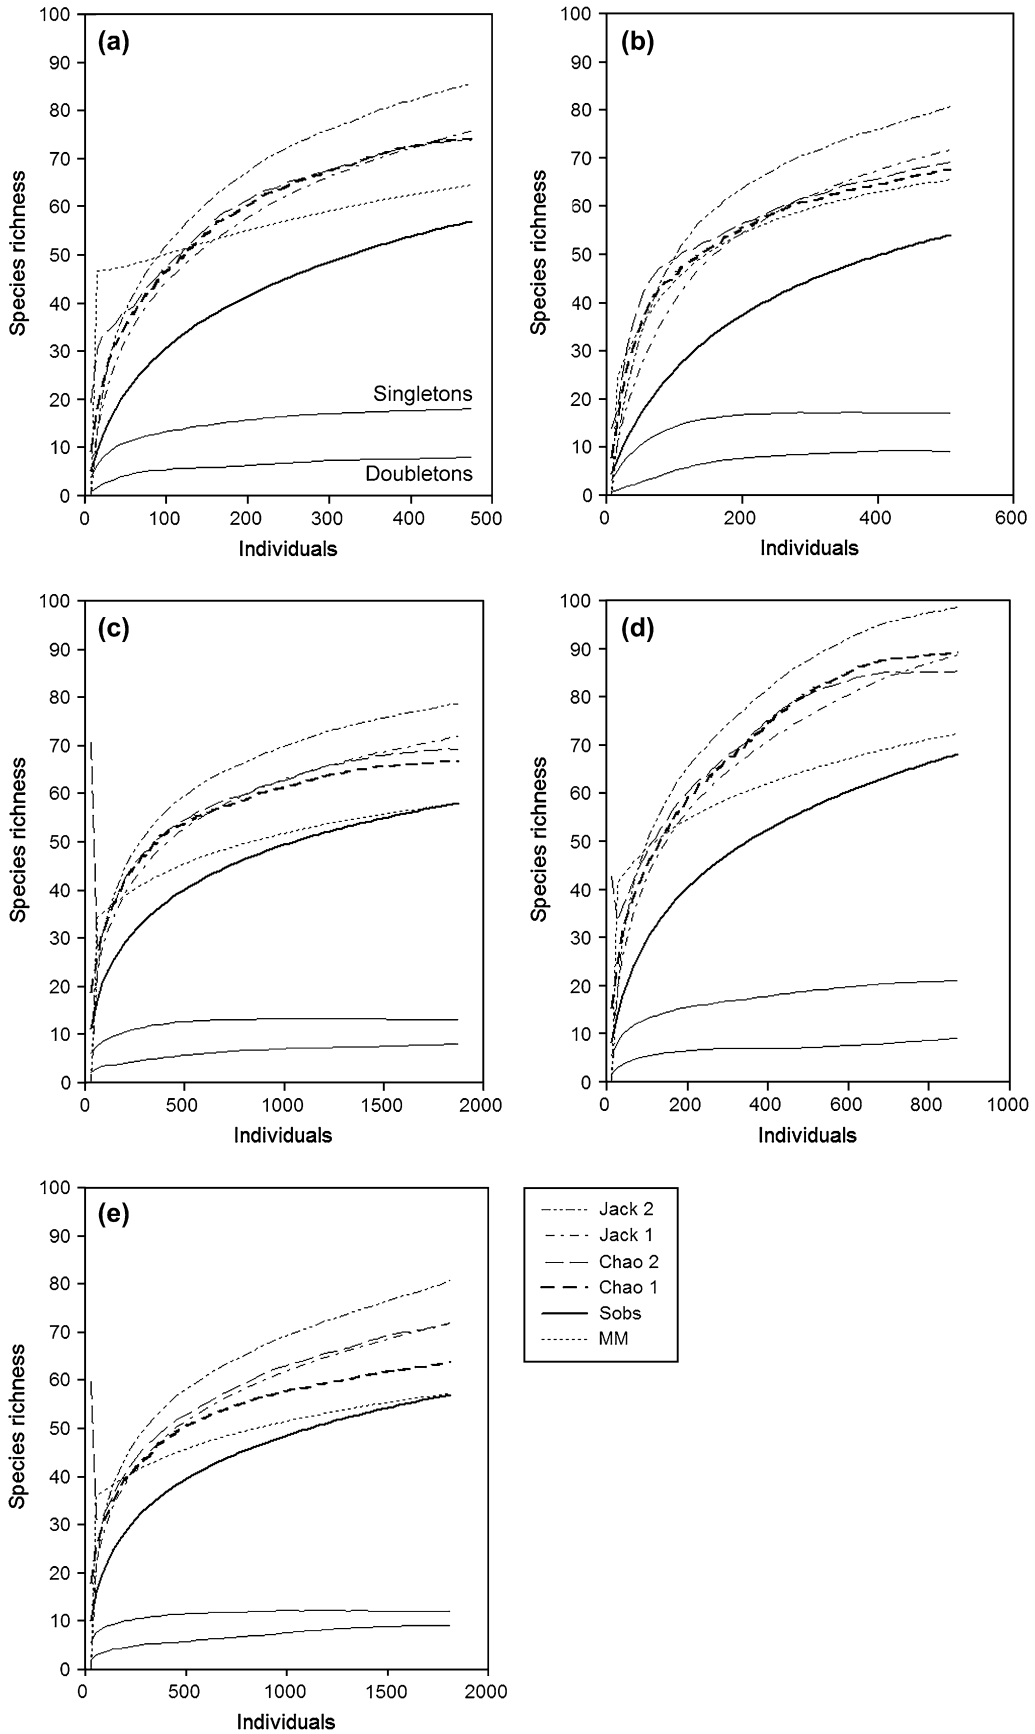 (a)
100
90
80
70
60
50
40
30
20
10
0
Species richness
Singletons
Doubletons
0 100 200 300 400 500
Individuals
(b)
100
90
80
70
60
50
40
30
20
10
0
Species richness
0 200 400 600
Individuals
(c)
100
90
80
70
60
50
40
30
20
10
0
Species richness
0 500 1000 1500 2000
Individuals
(d)
100
90
80
70
60
50
40
30
20
10
0
Species richness
0 200 400 600 800 1000
Individuals
(e)
100
90
80
70
60
50
40
30
20
10
0
Species richness
0 500 1000 1500 2000
Individuals
Jack 2
Jack 1
Chao 2
Chao 1
Sobs
MM